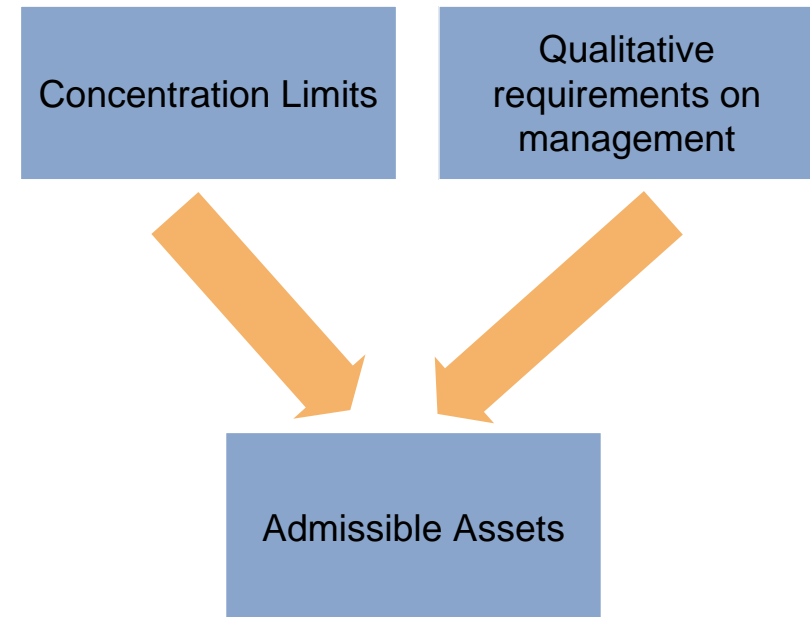 Concentration Limits
Qualitative
requirements on
management
Admissible Assets